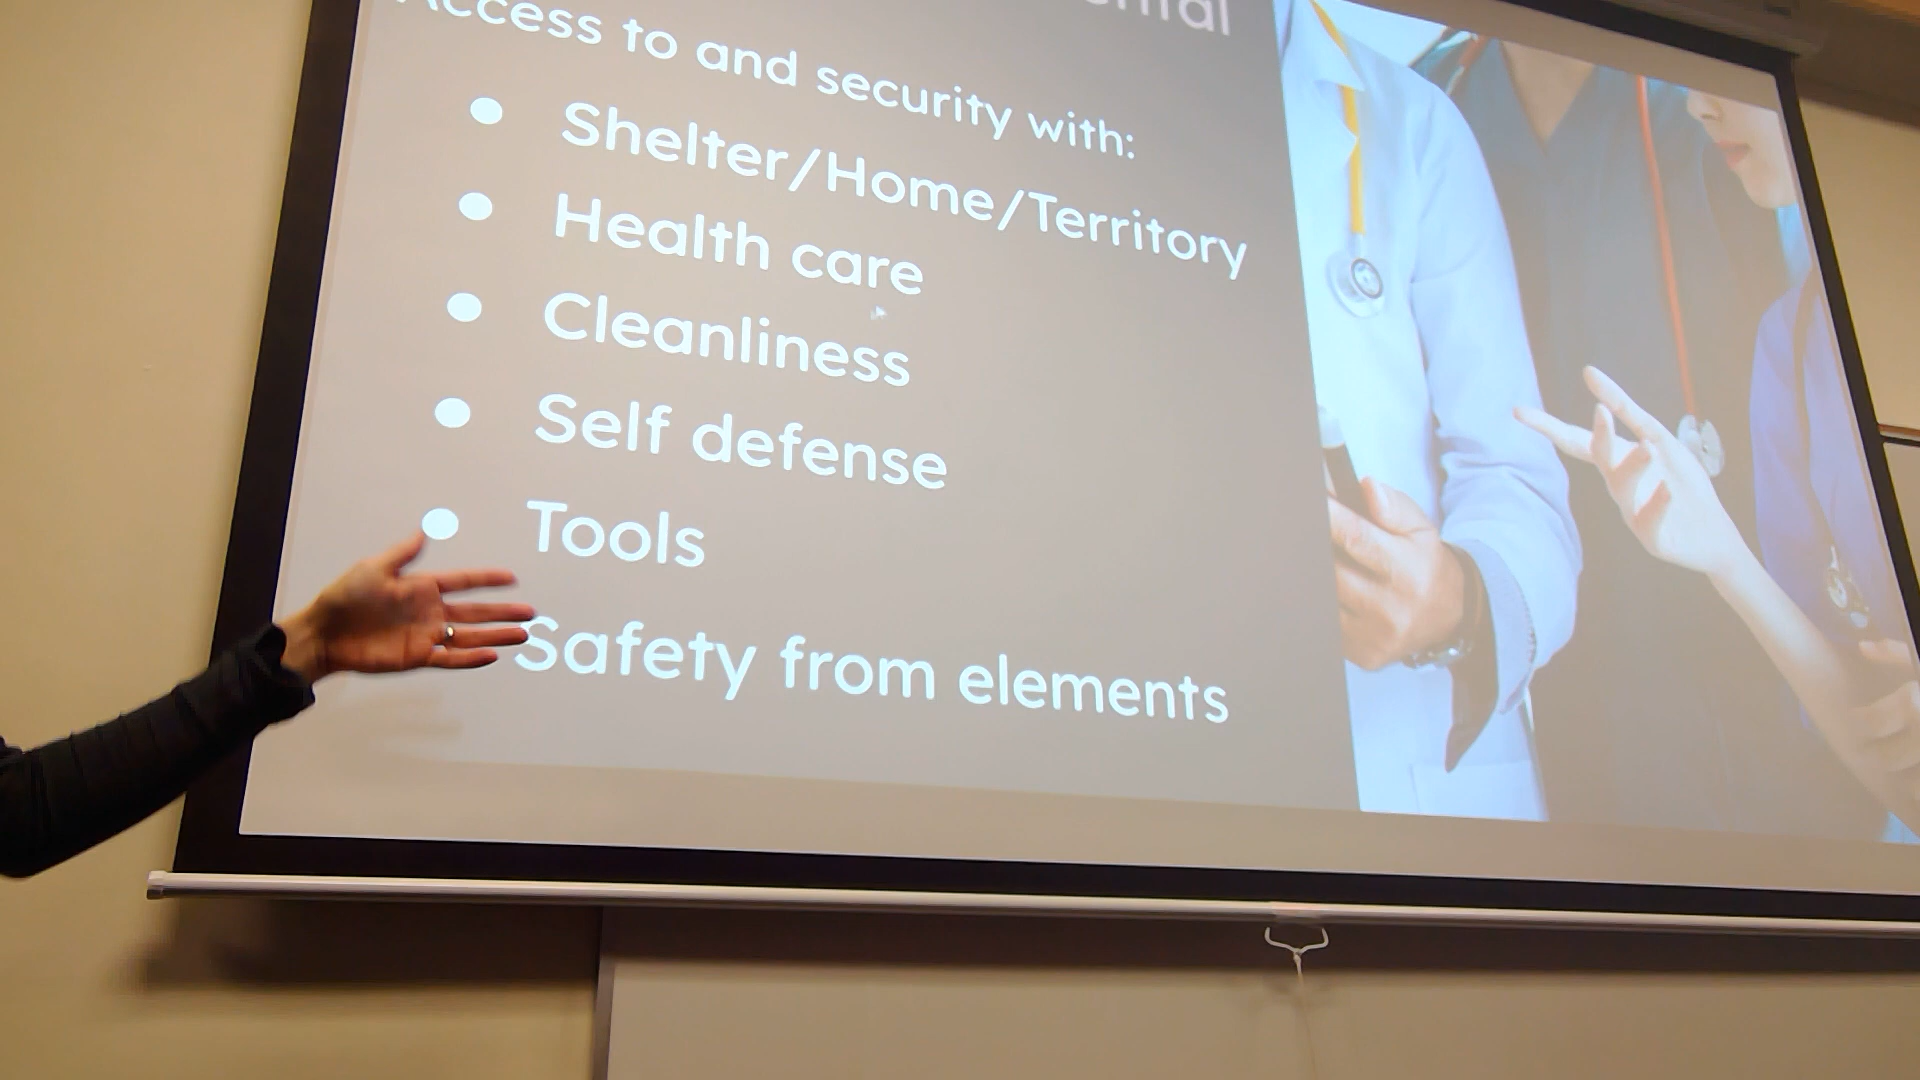 Access to and security with:
• Shelter/Home/Territory
• Health care
• Cleanliness
• Self defense
• Tools
Safety from elements